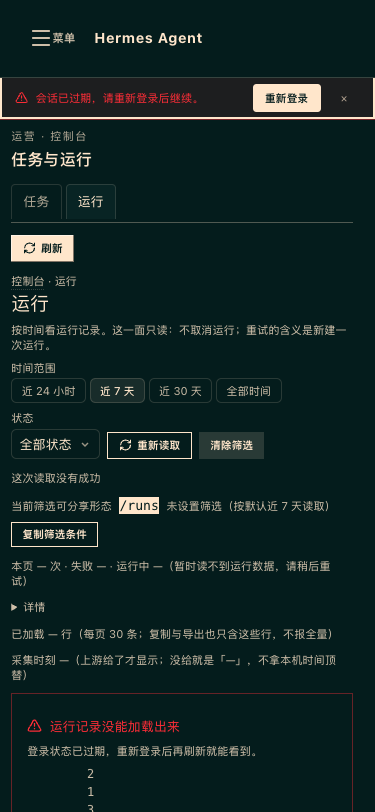 菜单
Hermes Agent
会话已过期，请重新登录后继续。
重新登录
×
运营 · 控制台
任务与运行
任务
运行
刷新
控制台 · 运行
运行
按时间看运行记录。这一面只读：不取消运行；重试的含义是新建一
次运行。
时间范围
近 24 小时
近 7 天
近 30 天
全部时间
状态
全部状态
重新读取
清除筛选
这次读取没有成功
当前筛选可分享形态 /runs 未设置筛选（按默认近 7 天读取）
复制筛选条件
本页 — 次 · 失败 — · 运行中 —（暂时读不到运行数据，请稍后重
试）
详情
已加载 — 行（每页 30 条；复制与导出也只含这些行，不报全量）
采集时刻 —（上游给了才显示；没给就是「—」，不拿本机时间顶
替）
运行记录没能加载出来
登录状态已过期，重新登录后再刷新就能看到。
2
1
3